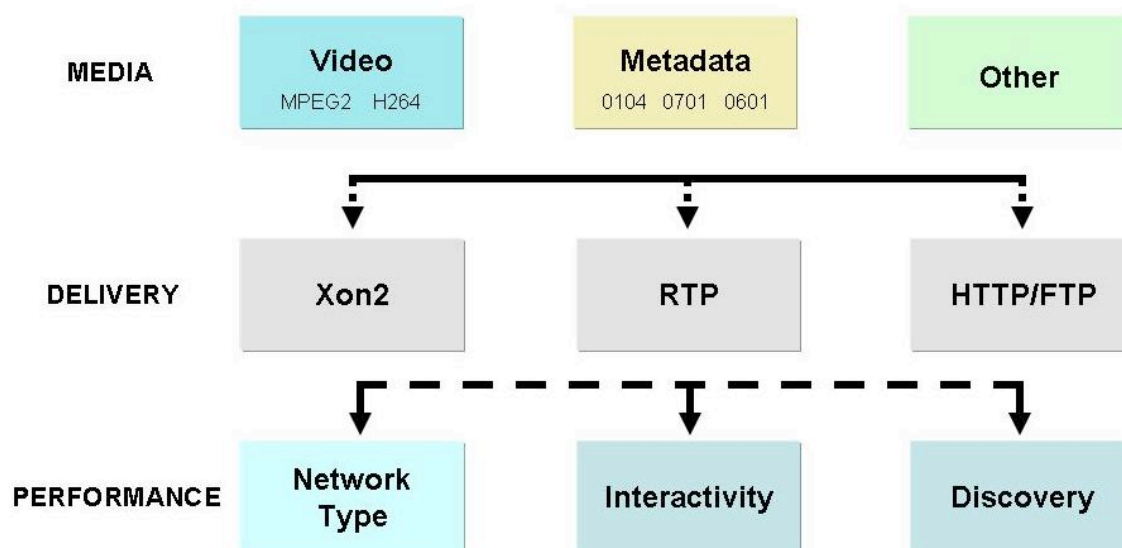 MEDIA
Video
MPEG2 H264
Metadata
0104 0701 0601
Other
DELIVERY
Xon2
RTP
HTTP/FTP
PERFORMANCE
Network
Type
Interactivity
Discovery